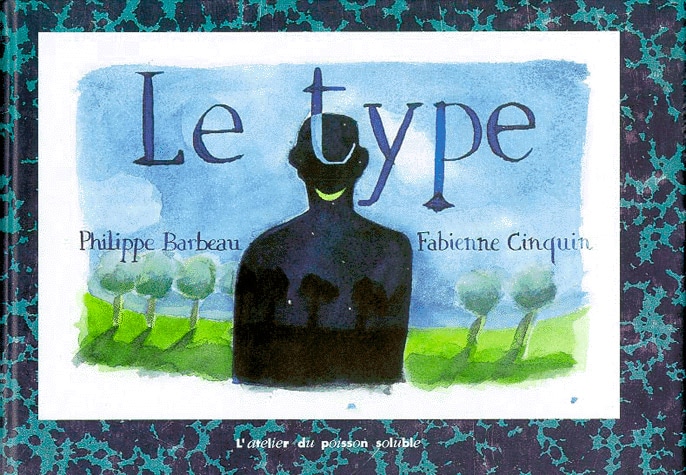 Le type
Philippe Barbeau
Fabienne Cinquin
L'atelier du poisson soluble